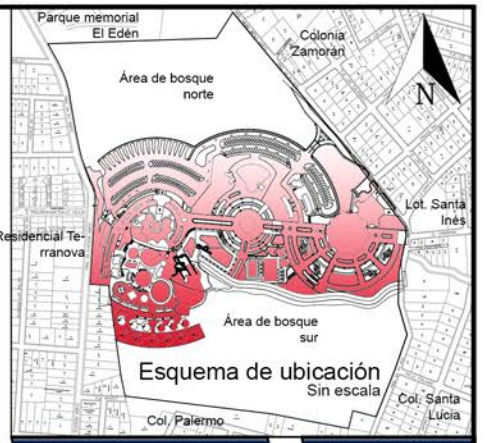 Parque memorial
El Edén
Colonia
Zamorán
Área de bosque
norte
N
Lot. Santa
Inés
Residencial Te-
rranova
Área de bosque
sur
Esquema de ubicación
Sin escala
Col. Santa
Lucia
Col. Palermo